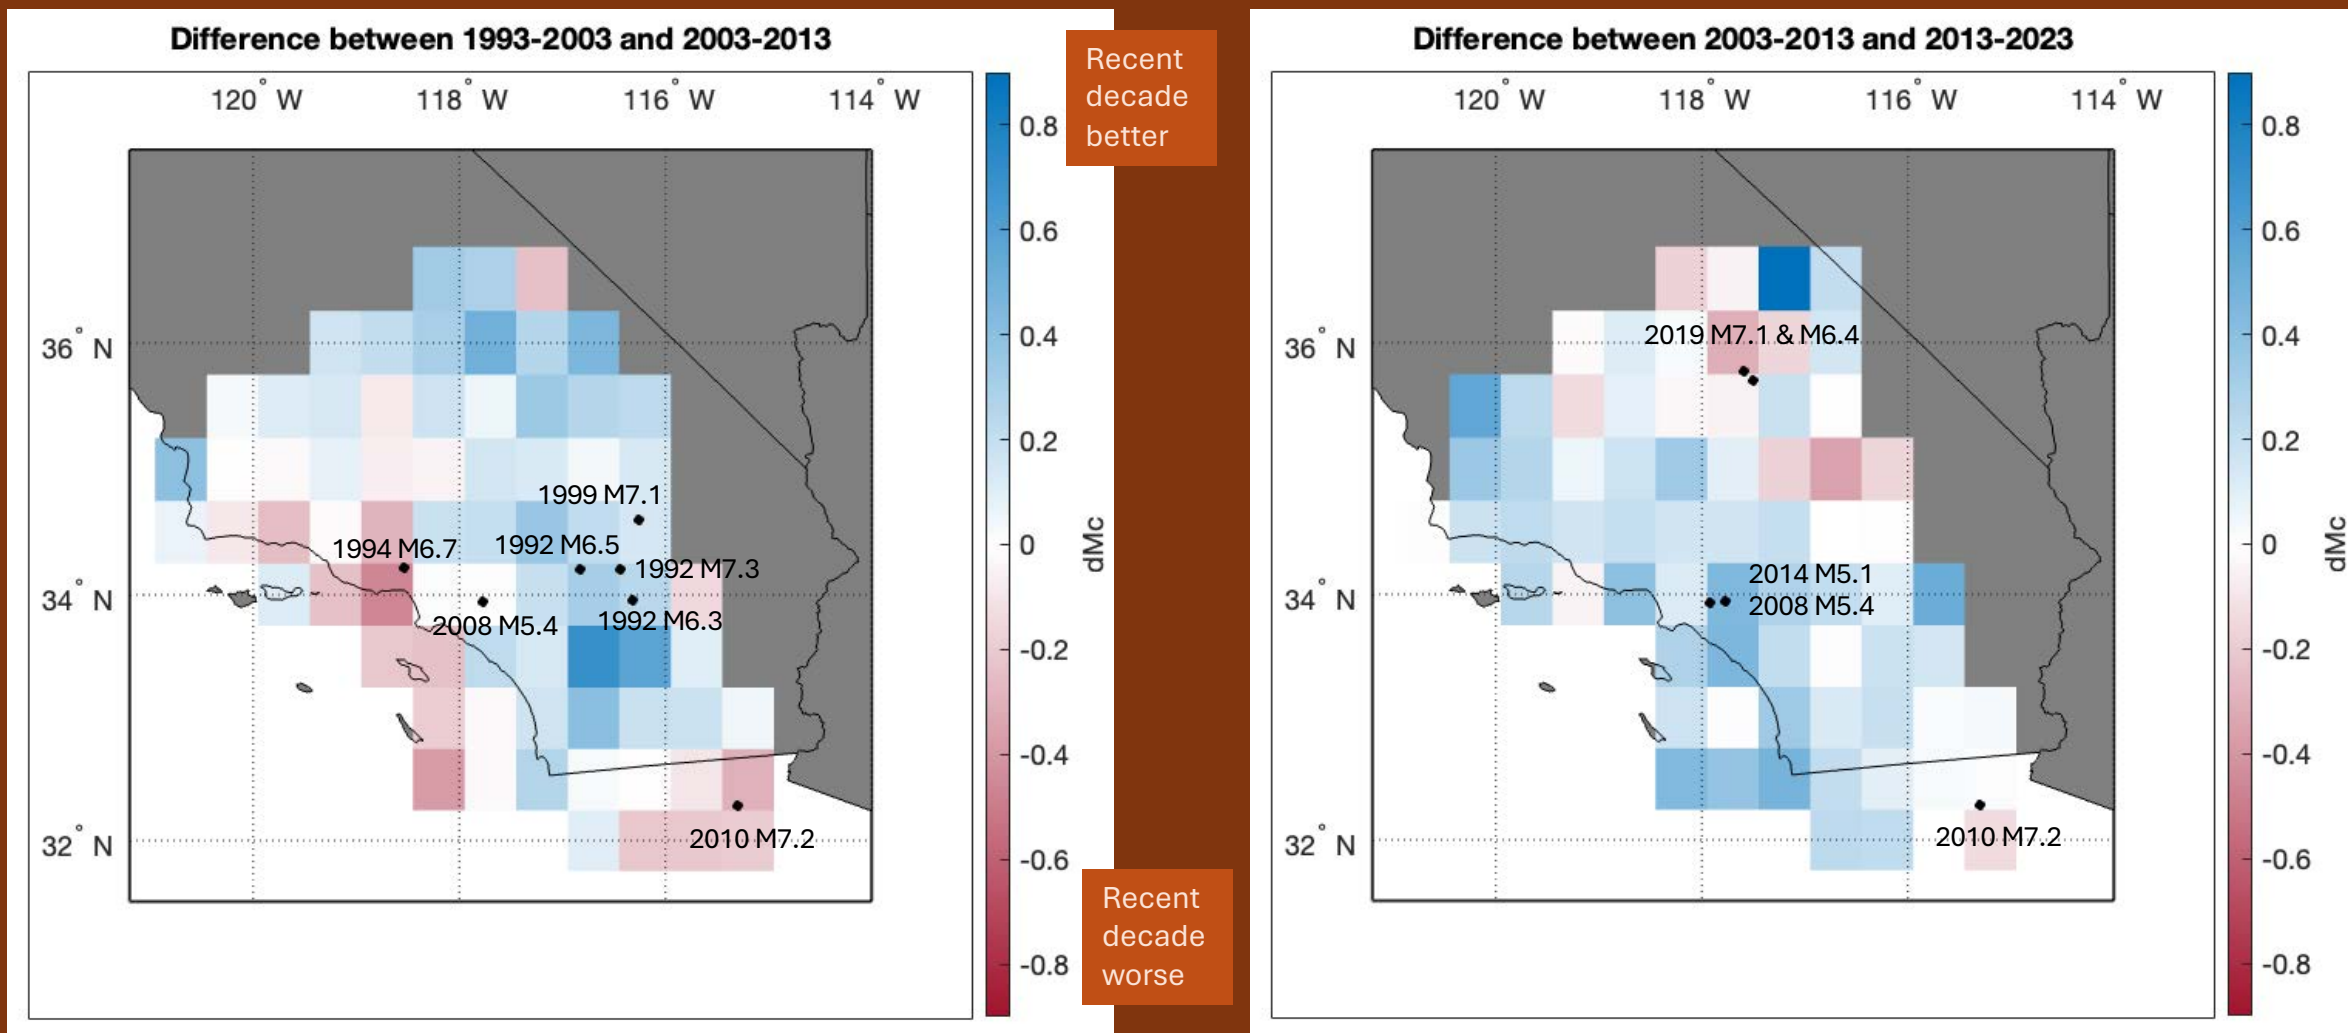 Difference between 1993-2003 and 2003-2013
120° W 118° W 116° W 114° W
36° N
34° N
32° N
1999 M7.1
1994 M6.7
1992 M6.5
1992 M7.3
2008 M5.4
1992 M6.3
2010 M7.2
0.8
0.6
0.4
0.2
0
-0.2
-0.4
-0.6
-0.8
dMc
Recent
decade
better
Recent
decade
worse
Difference between 2003-2013 and 2013-2023
120° W 118° W 116° W 114° W
36° N
34° N
32° N
2019 M7.1 & M6.4
2014 M5.1
2008 M5.4
2010 M7.2
0.8
0.6
0.4
0.2
0
-0.2
-0.4
-0.6
-0.8
dMc